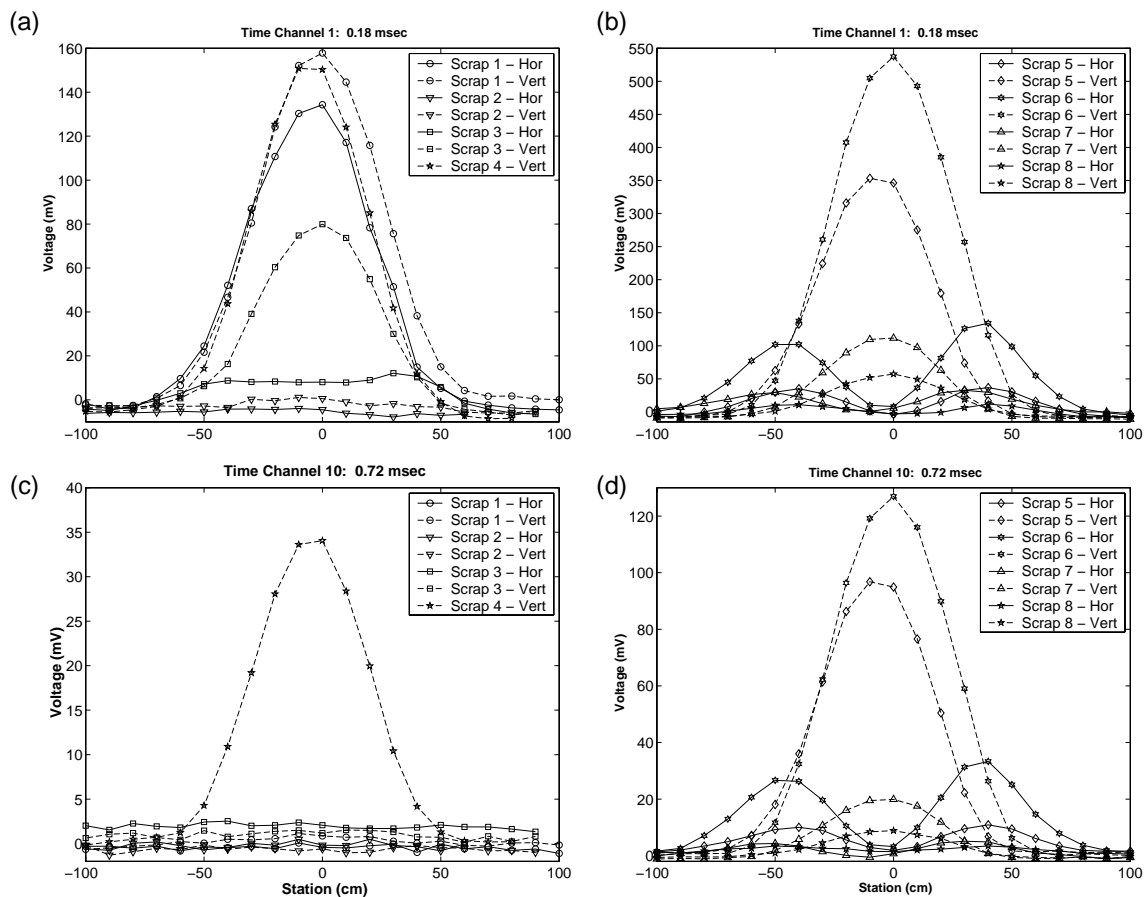 (a)
Time Channel 1: 0.18 msec
160
140
120
100
80
60
40
20
0
Voltage (mV)
−100
−50
0
50
100
Scrap 1 − Hor
Scrap 1 − Vert
Scrap 2 − Hor
Scrap 2 − Vert
Scrap 3 − Hor
Scrap 3 − Vert
Scrap 4 − Vert
(b)
Time Channel 1: 0.18 msec
550
500
450
400
350
300
250
200
150
100
50
0
Voltage (mV)
−100
−50
0
50
100
Scrap 5 − Hor
Scrap 5 − Vert
Scrap 6 − Hor
Scrap 6 − Vert
Scrap 7 − Hor
Scrap 7 − Vert
Scrap 8 − Hor
Scrap 8 − Vert
(c)
Time Channel 10: 0.72 msec
40
35
30
25
20
15
10
5
0
Voltage (mV)
−100
−50
0
50
100
Station (cm)
Scrap 1 − Hor
Scrap 1 − Vert
Scrap 2 − Hor
Scrap 2 − Vert
Scrap 3 − Hor
Scrap 3 − Vert
Scrap 4 − Vert
(d)
Time Channel 10: 0.72 msec
120
100
80
60
40
20
0
Voltage (mV)
−100
−50
0
50
100
Station (cm)
Scrap 5 − Hor
Scrap 5 − Vert
Scrap 6 − Hor
Scrap 6 − Vert
Scrap 7 − Hor
Scrap 7 − Vert
Scrap 8 − Hor
Scrap 8 − Vert